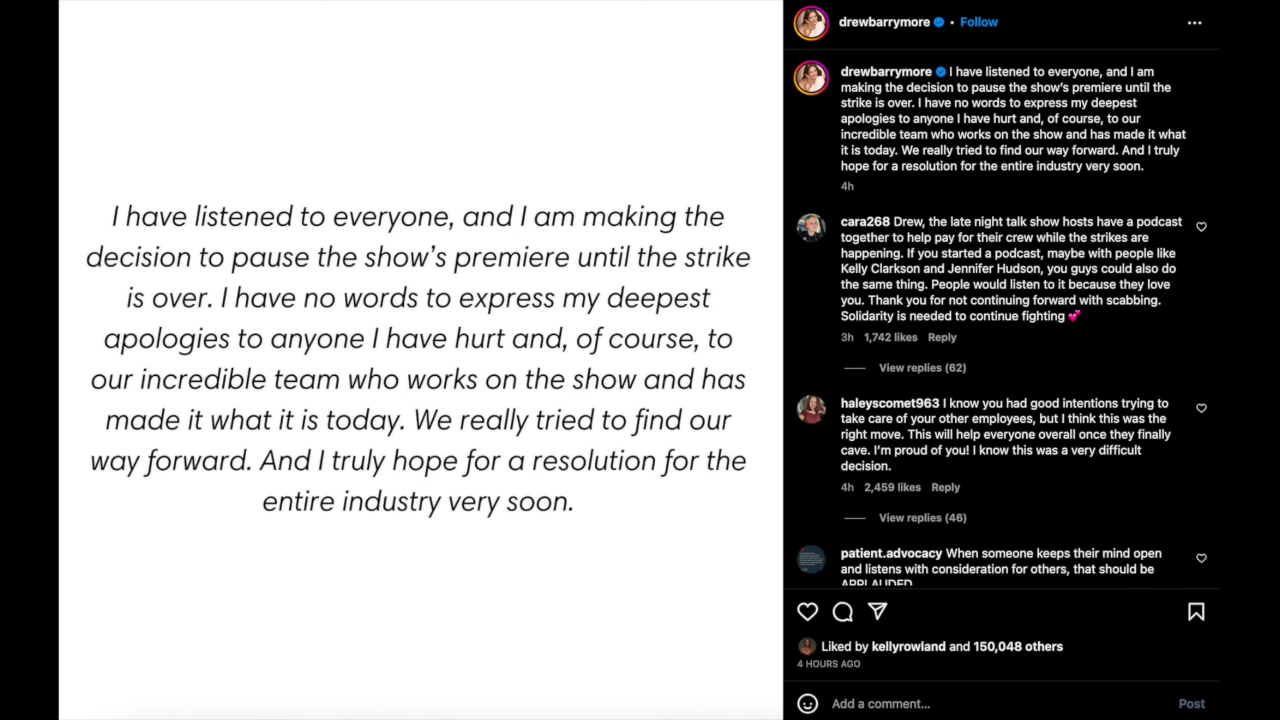 I have listened to everyone, and I am making the
decision to pause the show's premiere until the strike
is over. I have no words to express my deepest
apologies to anyone I have hurt and, of course, to
our incredible team who works on the show and has
made it what it is today. We really tried to find our
way forward. And I truly hope for a resolution for the
entire industry very soon.
drewbarrymore • Follow
drewbarrymore I have listened to everyone, and I am
making the decision to pause the show's premiere until the
strike is over. I have no words to express my deepest
apologies to anyone I have hurt and, of course, to our
incredible team who works on the show and has made it what
it is today. We really tried to find our way forward. And I truly
hope for a resolution for the entire industry very soon.
4h
cara268 Drew, the late night talk show hosts have a podcast
together to help pay for their crew while the strikes are
happening. If you started a podcast, maybe with people like
Kelly Clarkson and Jennifer Hudson, you guys could also do
the same thing. People would listen to it because they love
you. Thank you for not continuing forward with scabbing.
Solidarity is needed to continue fighting 💞
3h 1,742 likes Reply
View replies (62)
haleyscomet963 I know you had good intentions trying to
take care of your other employees, but I think this was the
right move. This will help everyone overall once they finally
cave. I'm proud of you! I know this was a very difficult
decision.
4h 2,459 likes Reply
View replies (46)
patient.advocacy When someone keeps their mind open
and listens with consideration for others, that should be
APPLAUDED
Liked by kellyrowland and 150,048 others
4 HOURS AGO
Add a comment...
Post